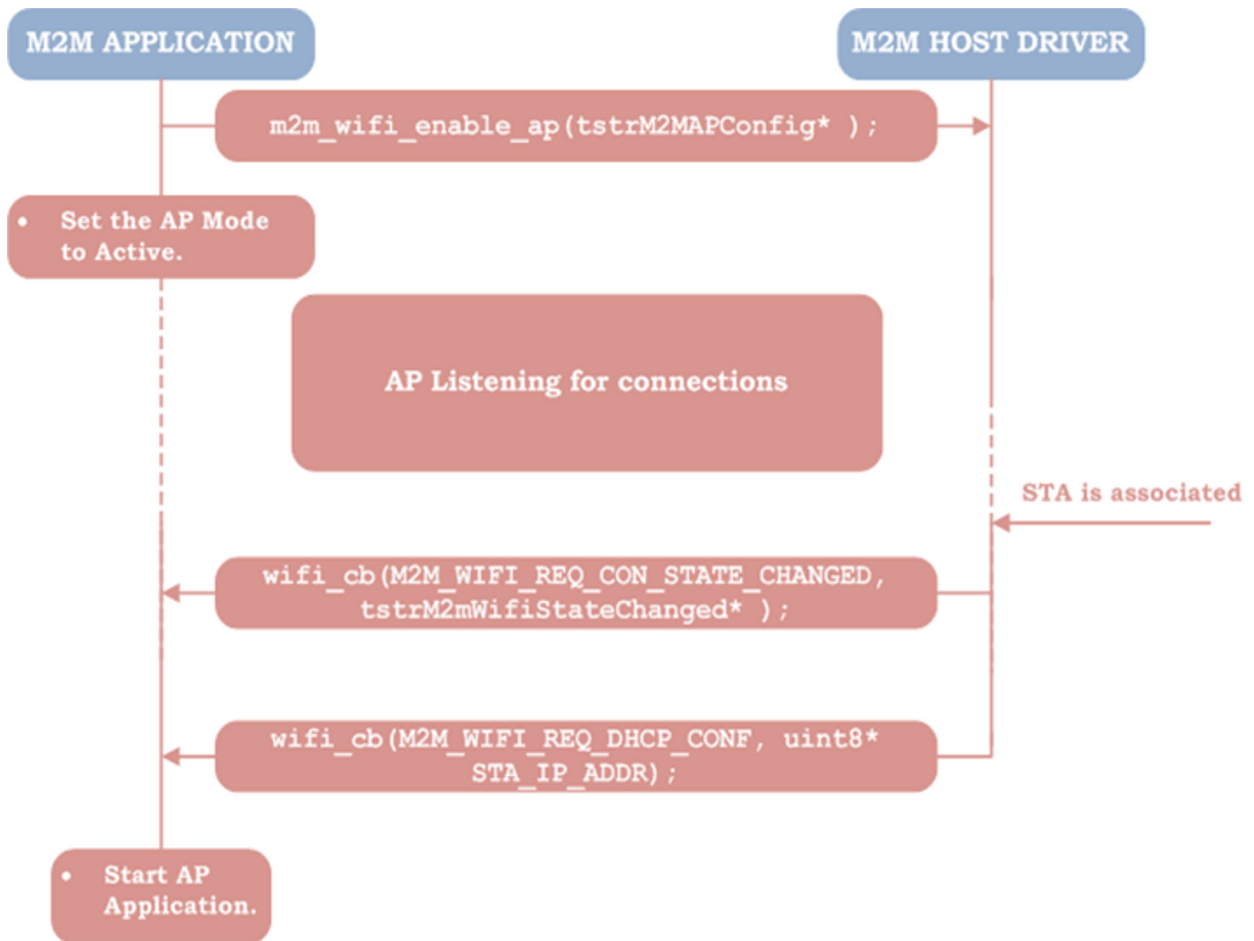 M2M APPLICATION
M2M HOST DRIVER
m2m_wifi_enable_ap(tstrM2MAPConfig* );
• Set the AP Mode
to Active.
AP Listening for connections
STA is associated
wifi_cb(M2M_WIFI_REQ_CON_STATE_CHANGED,
tstrM2mWifiStateChanged* );
wifi_cb(M2M_WIFI_REQ_DHCP_CONF, uint8*
STA_IP_ADDR);
• Start AP
Application.